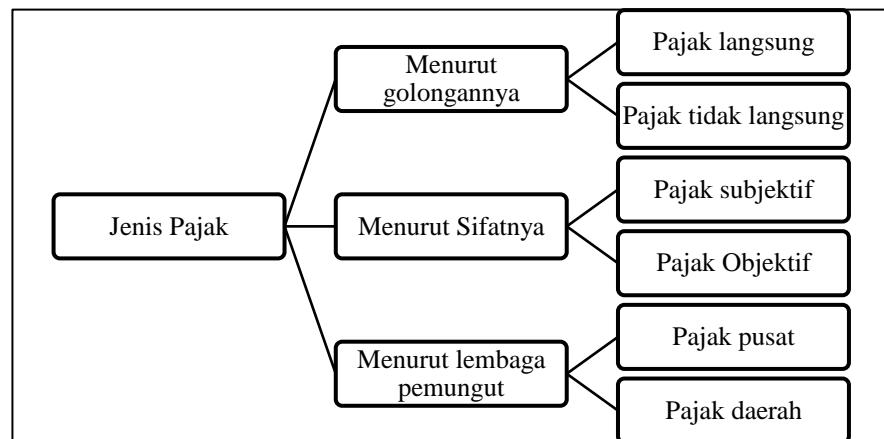 Jenis Pajak
Menurut
golongannya
Pajak langsung
Pajak tidak langsung
Menurut Sifatnya
Pajak subjektif
Pajak Objektif
Menurut lembaga
pemungut
Pajak pusat
Pajak daerah